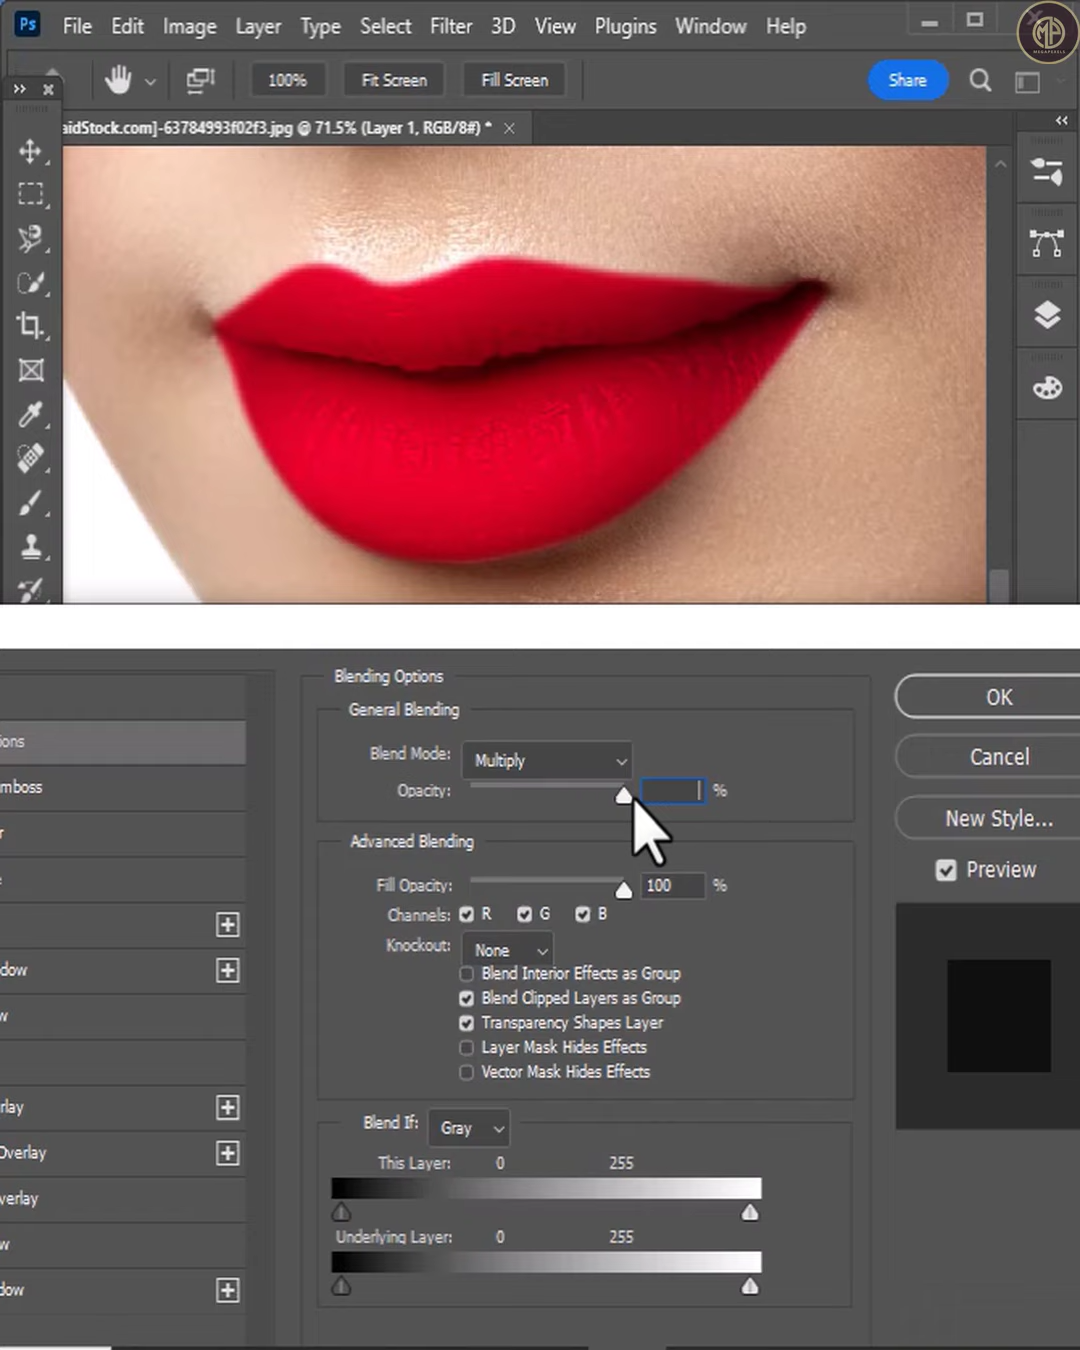 Ps File Edit Image Layer Type Select Filter 3D View Plugins Window Help
MP
MEGAPIXELS
100% Fit Screen Fill Screen Share
aidStock.com]-63784993f02f3.jpg @ 71.5% (Layer 1, RGB/8#) *
Blending Options
General Blending
Blend Mode: Multiply
Opacity: %
Advanced Blending
Fill Opacity: 100 %
Channels: R G B
Knockout: None
Blend Interior Effects as Group
Blend Clipped Layers as Group
Transparency Shapes Layer
Layer Mask Hides Effects
Vector Mask Hides Effects
Blend If: Gray
This Layer: 0 255
Underlying Layer: 0 255
ions
mboss
r
dow
w
rlay
Overlay
verlay
w
dow
OK
Cancel
New Style...
Preview